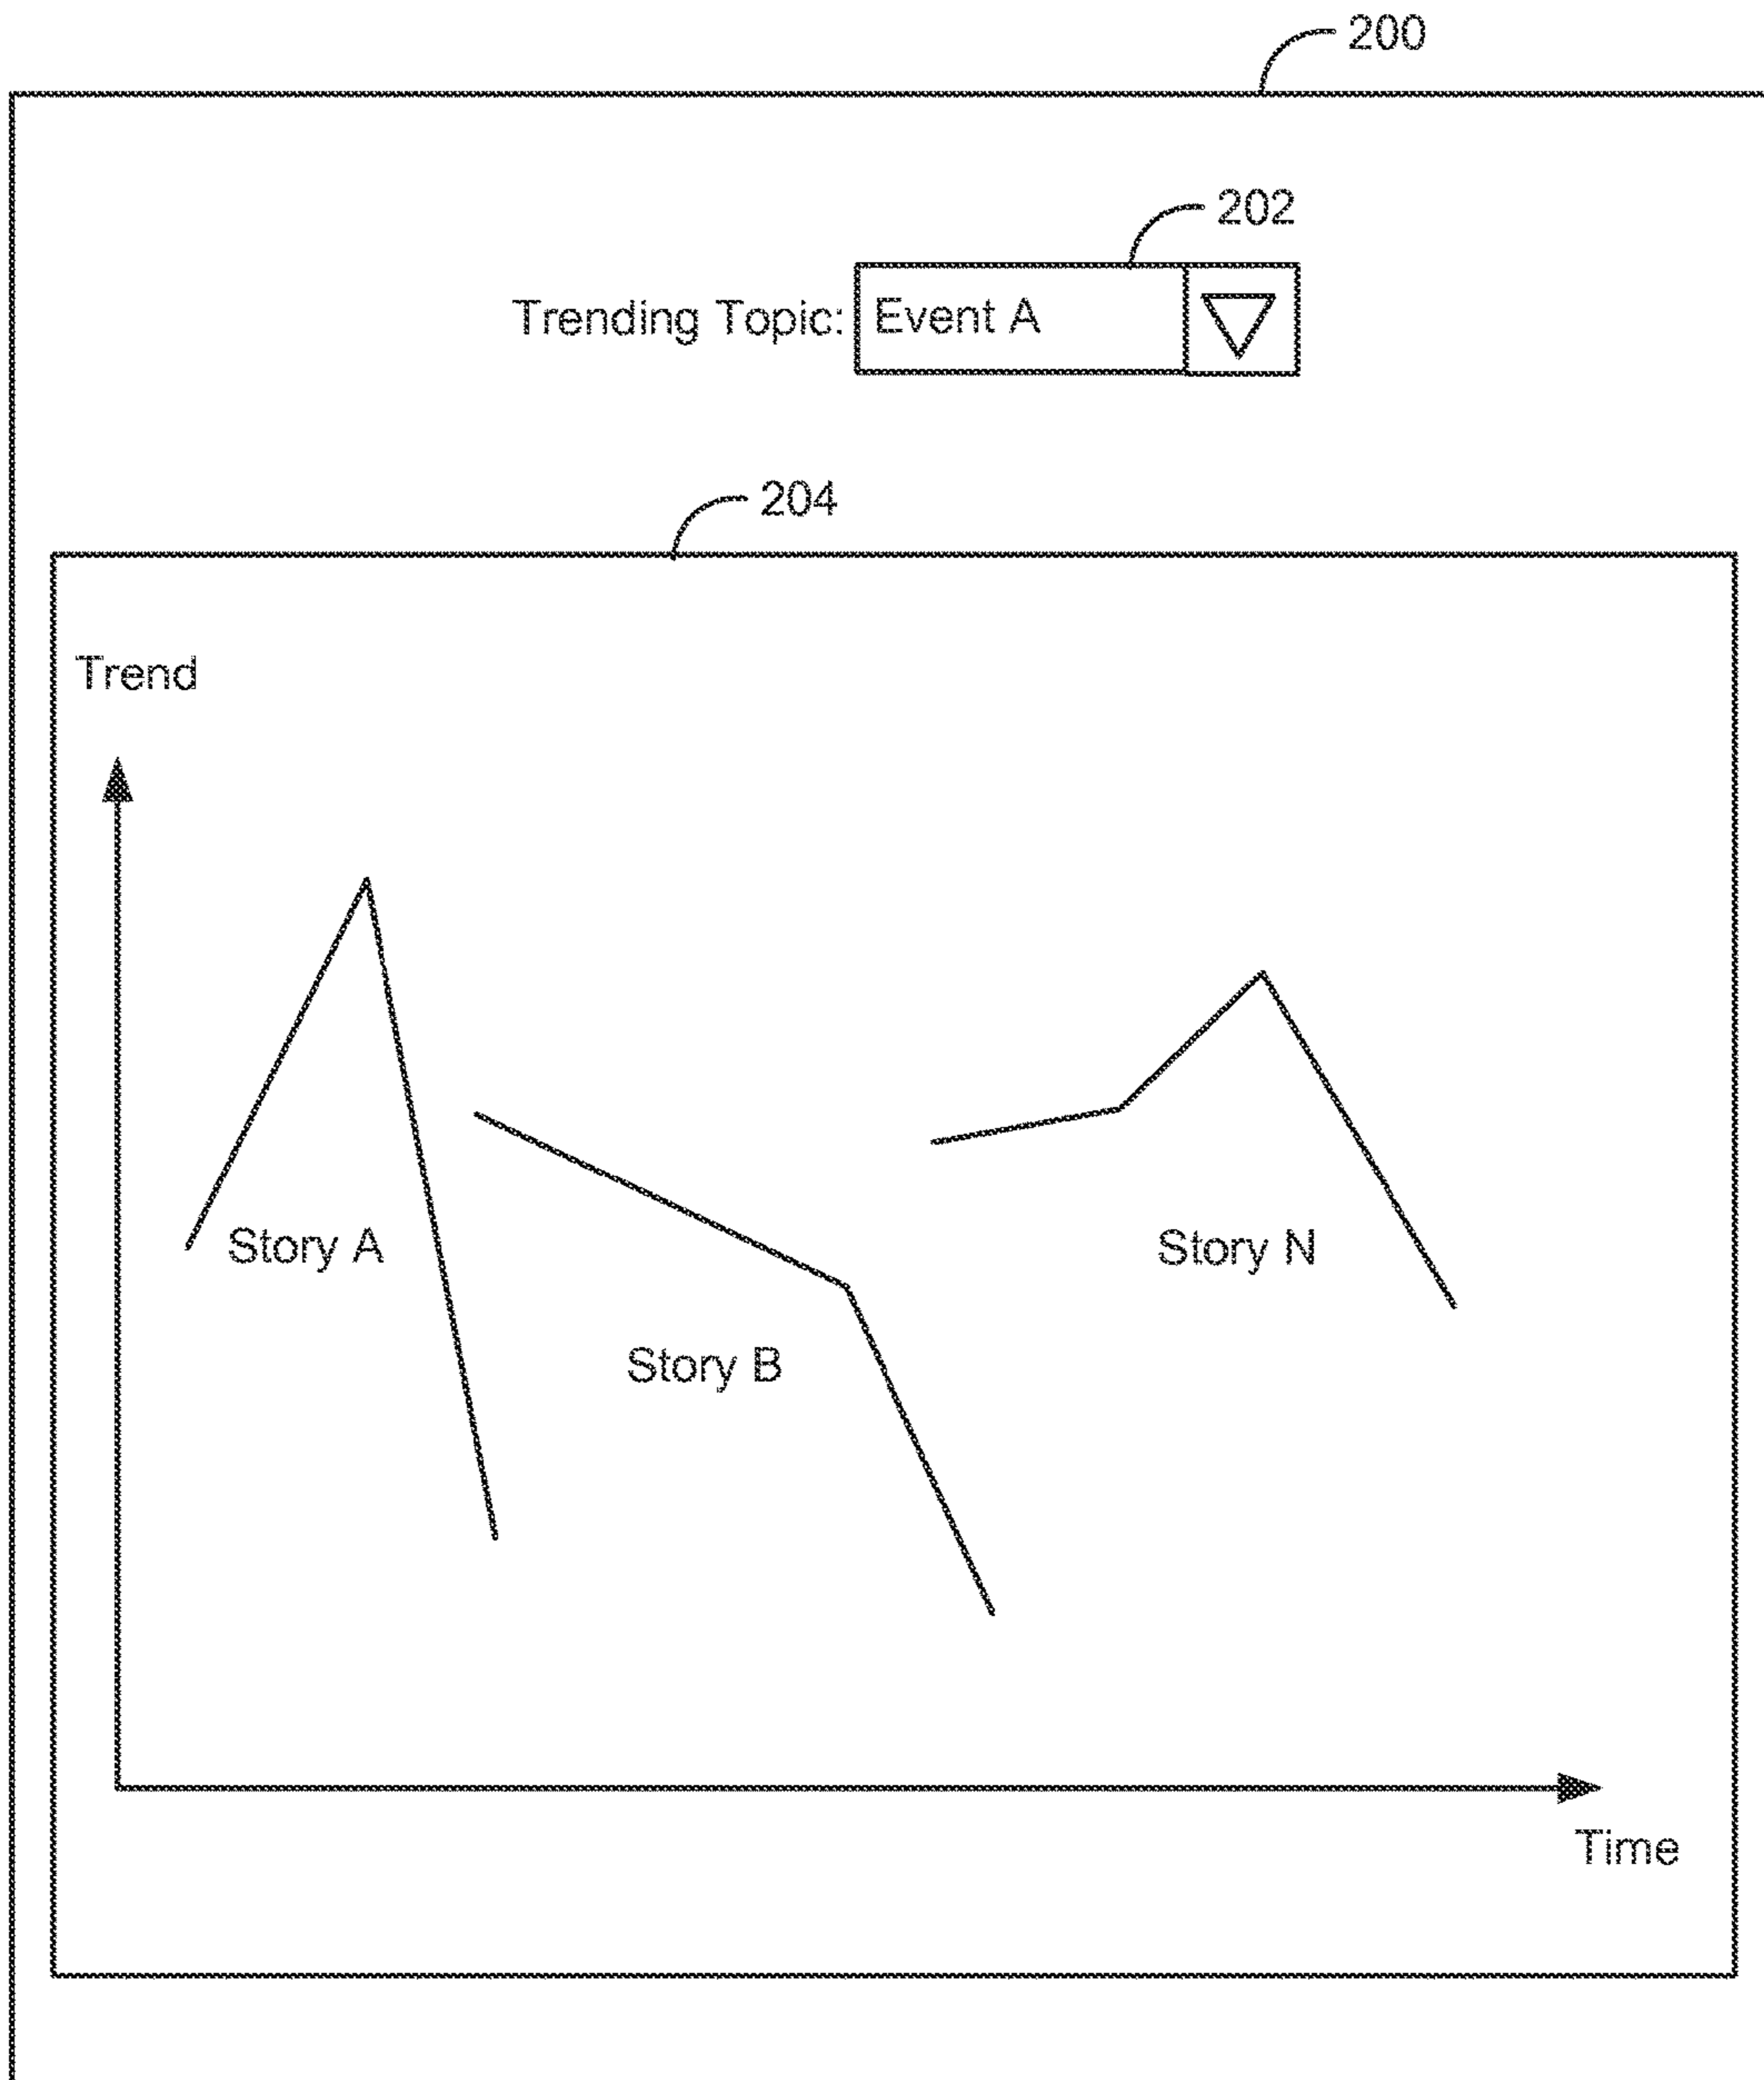 200
202
Trending Topic: Event A
204
Trend
Story A
Story N
Story B
Time